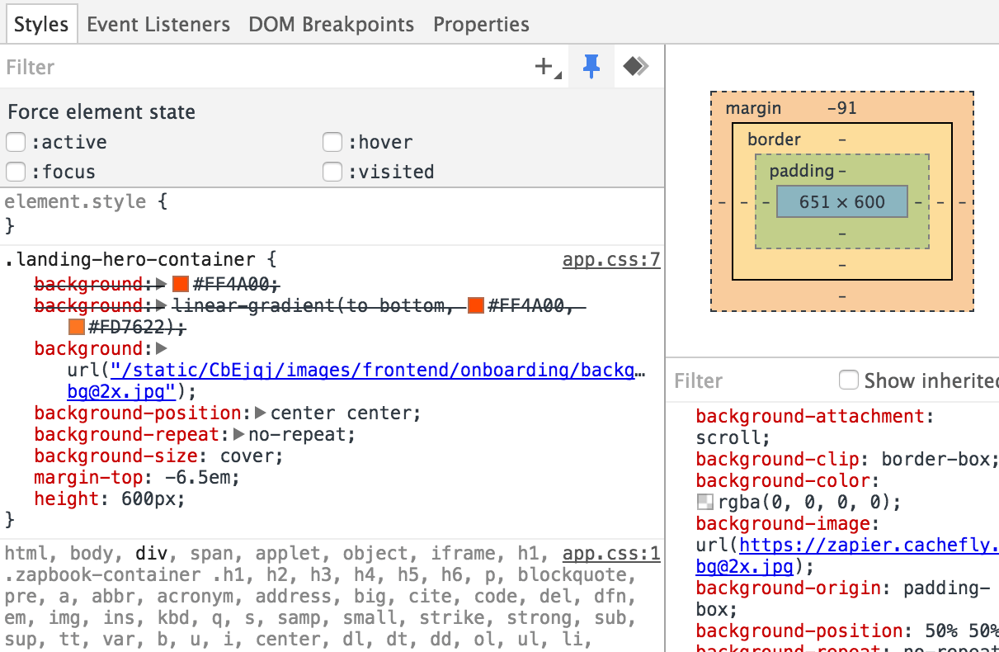 Styles Event Listeners DOM Breakpoints Properties
Filter
Force element state
:active :hover
:focus :visited
element.style {
}
.landing-hero-container { app.css:7
background: #FF4A00;
background: linear-gradient(to bottom, #FF4A00,
#FD7622);
background:
url("/static/CbEjqj/images/frontend/onboarding/backg…
bg@2x.jpg");
background-position: center center;
background-repeat: no-repeat;
background-size: cover;
margin-top: -6.5em;
height: 600px;
}
html, body, div, span, applet, object, iframe, h1, app.css:1
.zapbook-container .h1, h2, h3, h4, h5, h6, p, blockquote,
pre, a, abbr, acronym, address, big, cite, code, del, dfn,
em, img, ins, kbd, q, s, samp, small, strike, strong, sub,
sup, tt, var, b, u, i, center, dl, dt, dd, ol, ul, li,
margin -91
border -
padding -
- - - 651 × 600 - - -
-
-
-
Filter Show inherited
background-attachment:
scroll;
background-clip: border-box;
background-color:
rgba(0, 0, 0, 0);
background-image:
url(https://zapier.cachefly.
bg@2x.jpg);
background-origin: padding-
box;
background-position: 50% 50%
background-repeat: no-repeat